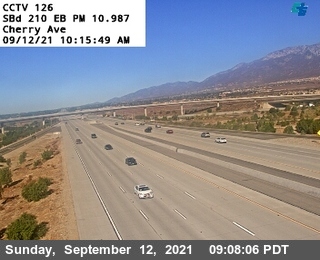 CCTV 126
SBd 210 EB PM 10.987
Cherry Ave
09/12/21 10:15:49 AM
Sunday, September 12, 2021 09:08:06 PDT